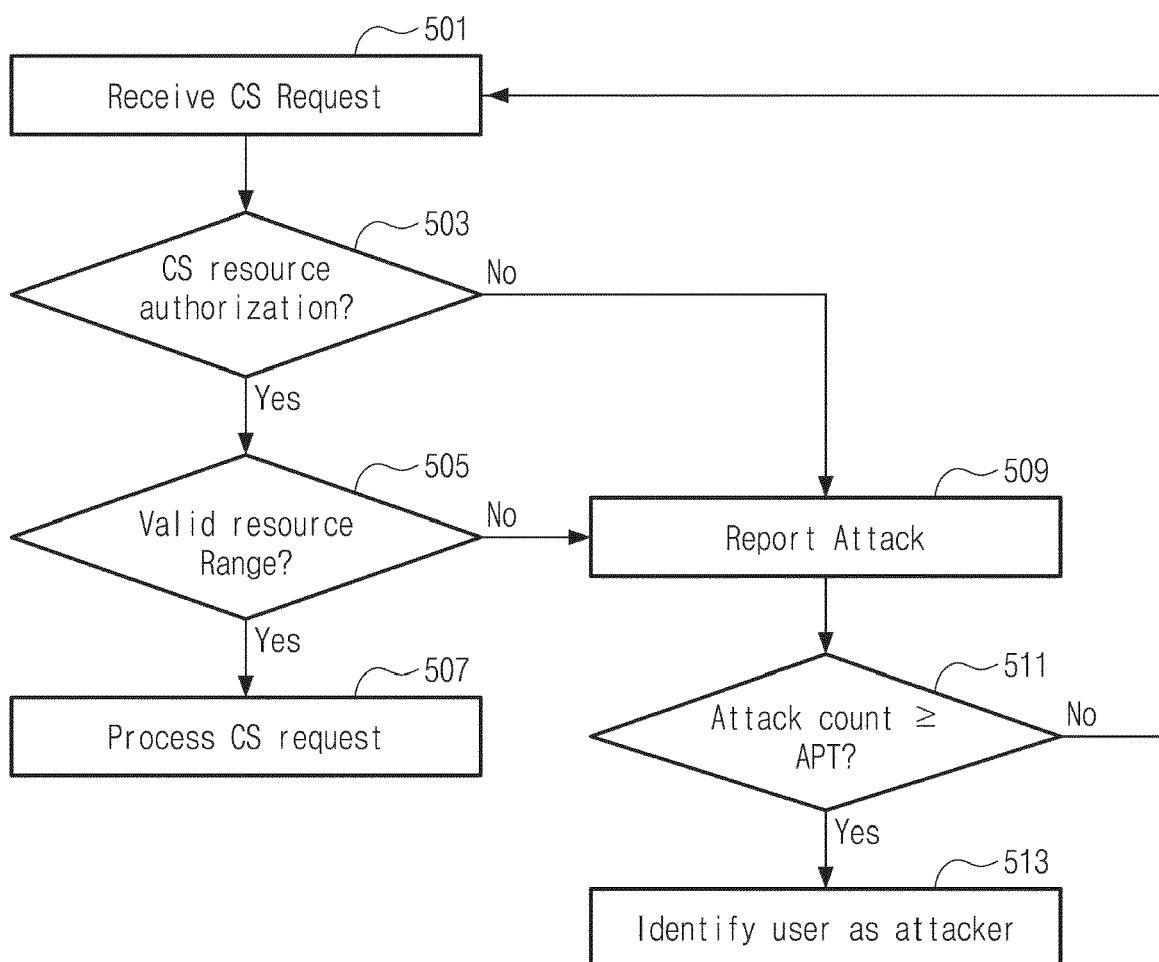 501
Receive CS Request
503
CS resource
authorization?
No
Yes
505
Valid resource
Range?
No
Yes
507
Process CS request
509
Report Attack
511
Attack count ≥
APT?
No
Yes
513
Identify user as attacker